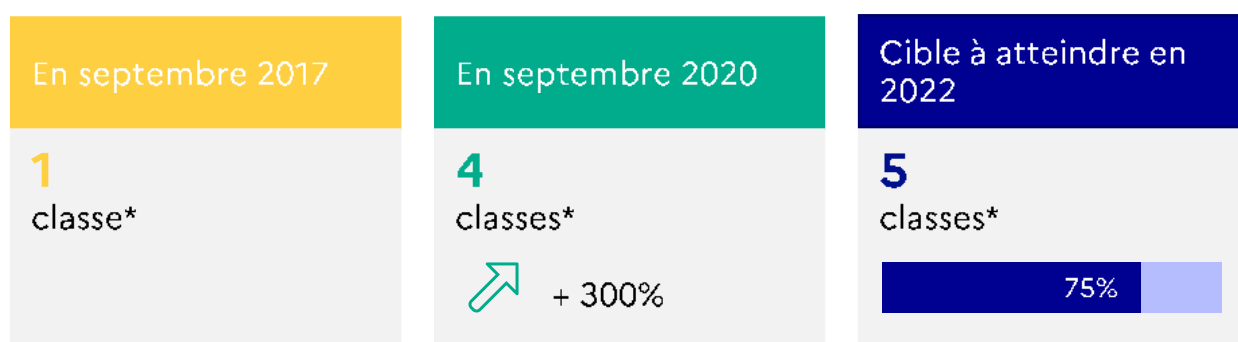 En septembre 2017
1
classe*
En septembre 2020
4
classes*
+ 300%
Cible à atteindre en
2022
5
classes*
75%